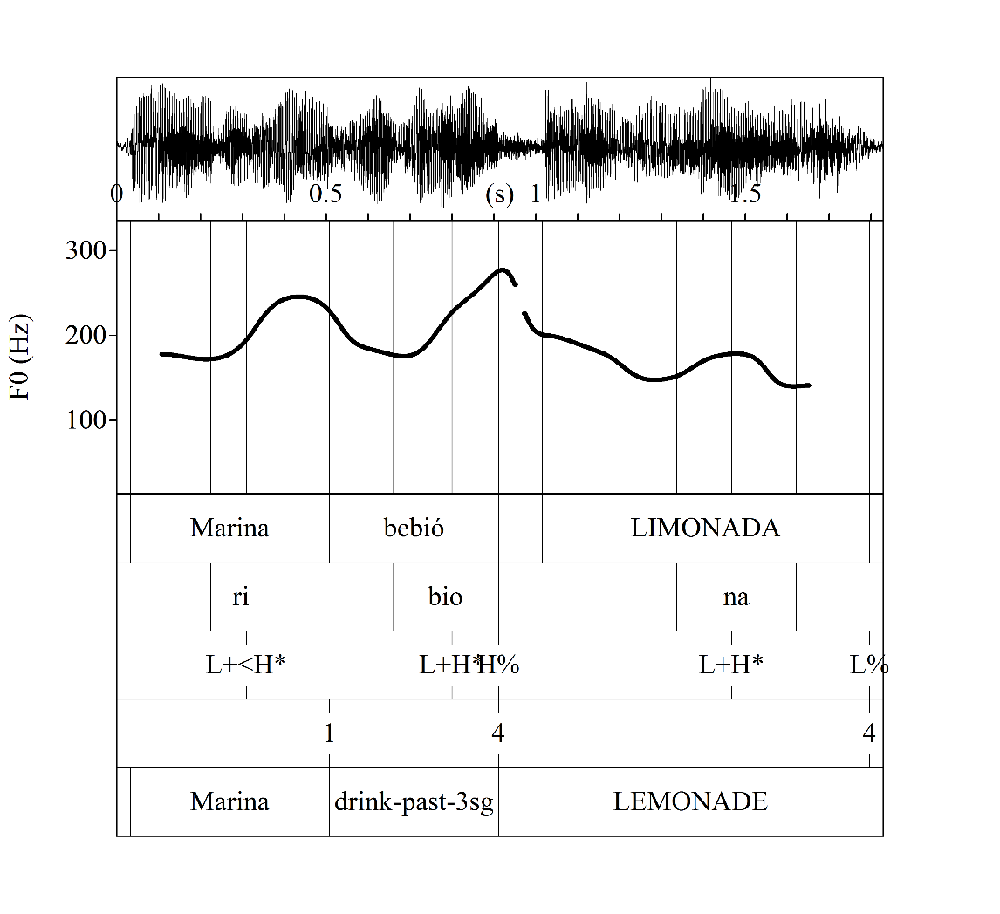 0 0.5 (s) 1 1.5
300
200
100
F0 (Hz)
Marina bebió LIMONADA
ri bio na
L+<H* L+H* H% L+H* L%
1 4 4
Marina drink-past-3sg LEMONADE